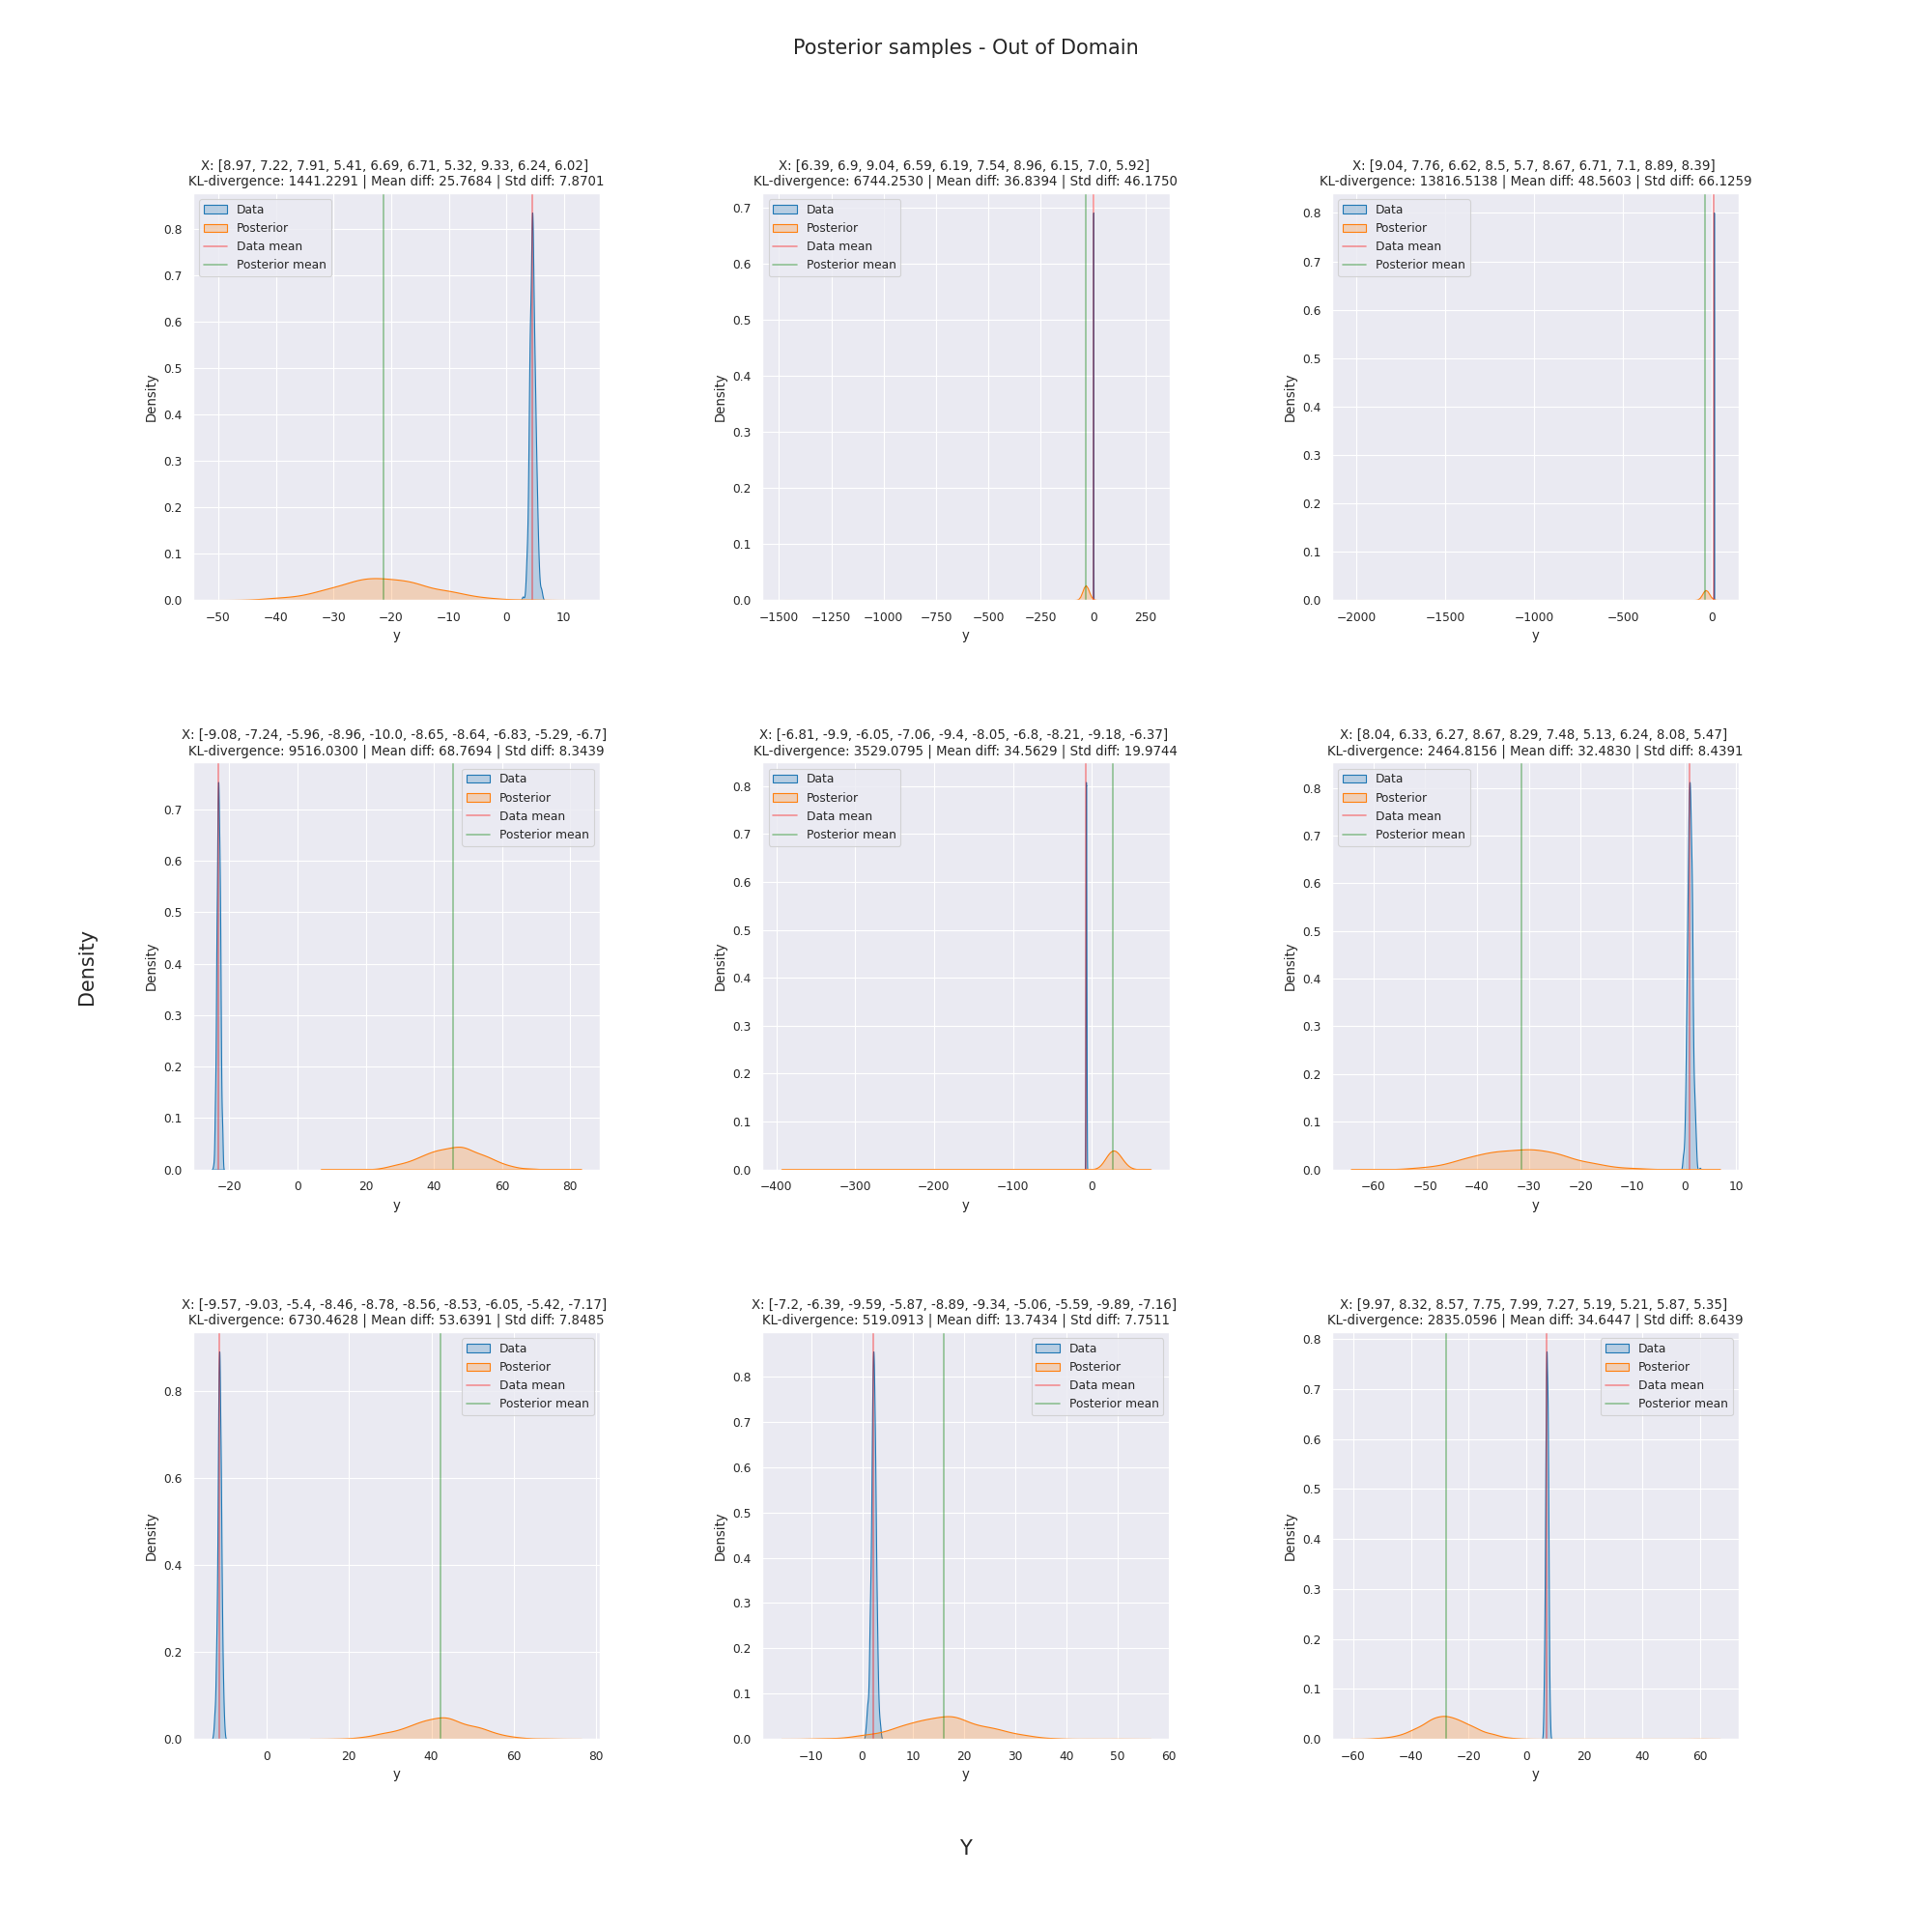 Posterior samples - Out of Domain
X: [8.97, 7.22, 7.91, 5.41, 6.69, 6.71, 5.32, 9.33, 6.24, 6.02]
KL-divergence: 1441.2291 | Mean diff: 25.7684 | Std diff: 7.8701
Data
Posterior
Data mean
Posterior mean
0.8
0.7
0.6
0.5
0.4
0.3
0.2
0.1
0.0
Density
−50 −40 −30 −20 −10 0 10
y
X: [6.39, 6.9, 9.04, 6.59, 6.19, 7.54, 8.96, 6.15, 7.0, 5.92]
KL-divergence: 6744.2530 | Mean diff: 36.8394 | Std diff: 46.1750
Data
Posterior
Data mean
Posterior mean
0.7
0.6
0.5
0.4
0.3
0.2
0.1
0.0
Density
−1500 −1250 −1000 −750 −500 −250 0 250
y
X: [9.04, 7.76, 6.62, 8.5, 5.7, 8.67, 6.71, 7.1, 8.89, 8.39]
KL-divergence: 13816.5138 | Mean diff: 48.5603 | Std diff: 66.1259
Data
Posterior
Data mean
Posterior mean
0.8
0.7
0.6
0.5
0.4
0.3
0.2
0.1
0.0
Density
−2000 −1500 −1000 −500 0
y
X: [-9.08, -7.24, -5.96, -8.96, -10.0, -8.65, -8.64, -6.83, -5.29, -6.7]
KL-divergence: 9516.0300 | Mean diff: 68.7694 | Std diff: 8.3439
Data
Posterior
Data mean
Posterior mean
0.7
0.6
0.5
0.4
0.3
0.2
0.1
0.0
Density
−20 0 20 40 60 80
y
X: [-6.81, -9.9, -6.05, -7.06, -9.4, -8.05, -6.8, -8.21, -9.18, -6.37]
KL-divergence: 3529.0795 | Mean diff: 34.5629 | Std diff: 19.9744
Data
Posterior
Data mean
Posterior mean
0.8
0.7
0.6
0.5
0.4
0.3
0.2
0.1
0.0
Density
−400 −300 −200 −100 0
y
X: [8.04, 6.33, 6.27, 8.67, 8.29, 7.48, 5.13, 6.24, 8.08, 5.47]
KL-divergence: 2464.8156 | Mean diff: 32.4830 | Std diff: 8.4391
Data
Posterior
Data mean
Posterior mean
0.8
0.7
0.6
0.5
0.4
0.3
0.2
0.1
0.0
Density
−60 −50 −40 −30 −20 −10 0 10
y
Density
X: [-9.57, -9.03, -5.4, -8.46, -8.78, -8.56, -8.53, -6.05, -5.42, -7.17]
KL-divergence: 6730.4628 | Mean diff: 53.6391 | Std diff: 7.8485
Data
Posterior
Data mean
Posterior mean
0.8
0.6
0.4
0.2
0.0
Density
0 20 40 60 80
y
X: [-7.2, -6.39, -9.59, -5.87, -8.89, -9.34, -5.06, -5.59, -9.89, -7.16]
KL-divergence: 519.0913 | Mean diff: 13.7434 | Std diff: 7.7511
Data
Posterior
Data mean
Posterior mean
0.8
0.7
0.6
0.5
0.4
0.3
0.2
0.1
0.0
Density
−10 0 10 20 30 40 50 60
y
X: [9.97, 8.32, 8.57, 7.75, 7.99, 7.27, 5.19, 5.21, 5.87, 5.35]
KL-divergence: 2835.0596 | Mean diff: 34.6447 | Std diff: 8.6439
Data
Posterior
Data mean
Posterior mean
0.8
0.7
0.6
0.5
0.4
0.3
0.2
0.1
0.0
Density
−60 −40 −20 0 20 40 60
y
Y